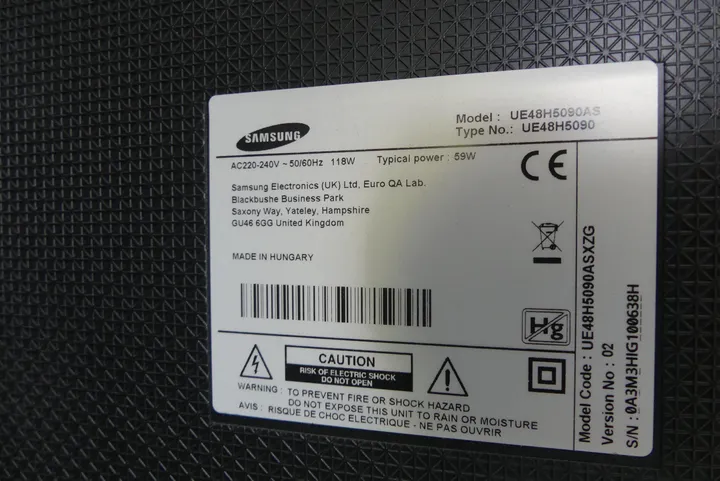 SAMSUNG
Model : UE48H5090AS
Type No.: UE48H5090
AC220-240V ~ 50/60Hz 118W Typical power : 59W
Samsung Electronics (UK) Ltd, Euro QA Lab.
Blackbushe Business Park
Saxony Way, Yateley, Hampshire
GU46 6GG United Kingdom
MADE IN HUNGARY
CE
Hg
CAUTION
RISK OF ELECTRIC SHOCK
DO NOT OPEN
WARNING : TO PREVENT FIRE OR SHOCK HAZARD
DO NOT EXPOSE THIS UNIT TO RAIN OR MOISTURE
AVIS : RISQUE DE CHOC ELECTRIQUE - NE PAS OUVRIR
Model Code : UE48H5090ASXZG
Version No : 02
S/N : 0A3M3HIG100638H